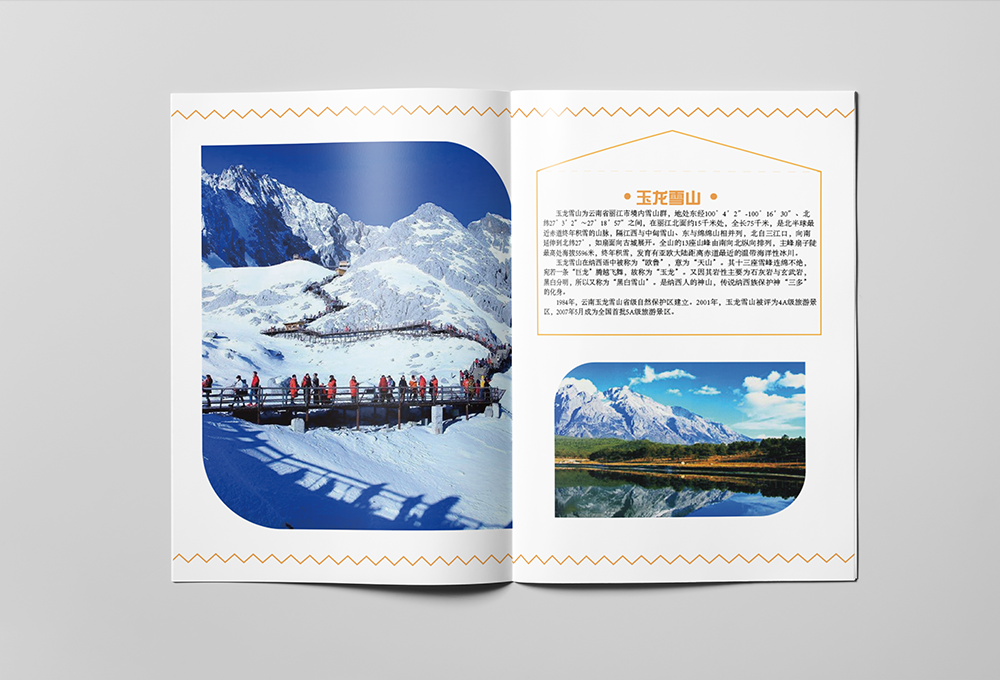 玉龙雪山
玉龙雪山为云南省丽江市境内雪山群，地处东经100°4′2″-100°16′30″、北
纬27°3′2″～27°18′57″之间，在丽江北面约15千米处，全长75千米，是北半球最
近赤道终年积雪的山脉，隔江西与中甸雪山、东与绵绵山相并列，北自三江口，向南
延伸到北纬27°，如扇面向古城展开。全山的13座山峰由南向北纵向排列，主峰扇子陡
最高处海拔5596米，终年积雪，发育有亚欧大陆距离赤道最近的温带海洋性冰川。
玉龙雪山在纳西语中被称为“欧鲁”，意为“天山”。其十三座雪峰连绵不绝，
宛若一条“巨龙”腾越飞舞，故称为“玉龙”。又因其岩性主要为石灰岩与玄武岩，
黑白分明，所以又称为“黑白雪山”。是纳西人的神山，传说纳西族保护神“三多”
的化身。
1984年，云南玉龙雪山省级自然保护区建立。2001年，玉龙雪山被评为4A级旅游景
区，2007年5月成为全国首批5A级旅游景区。